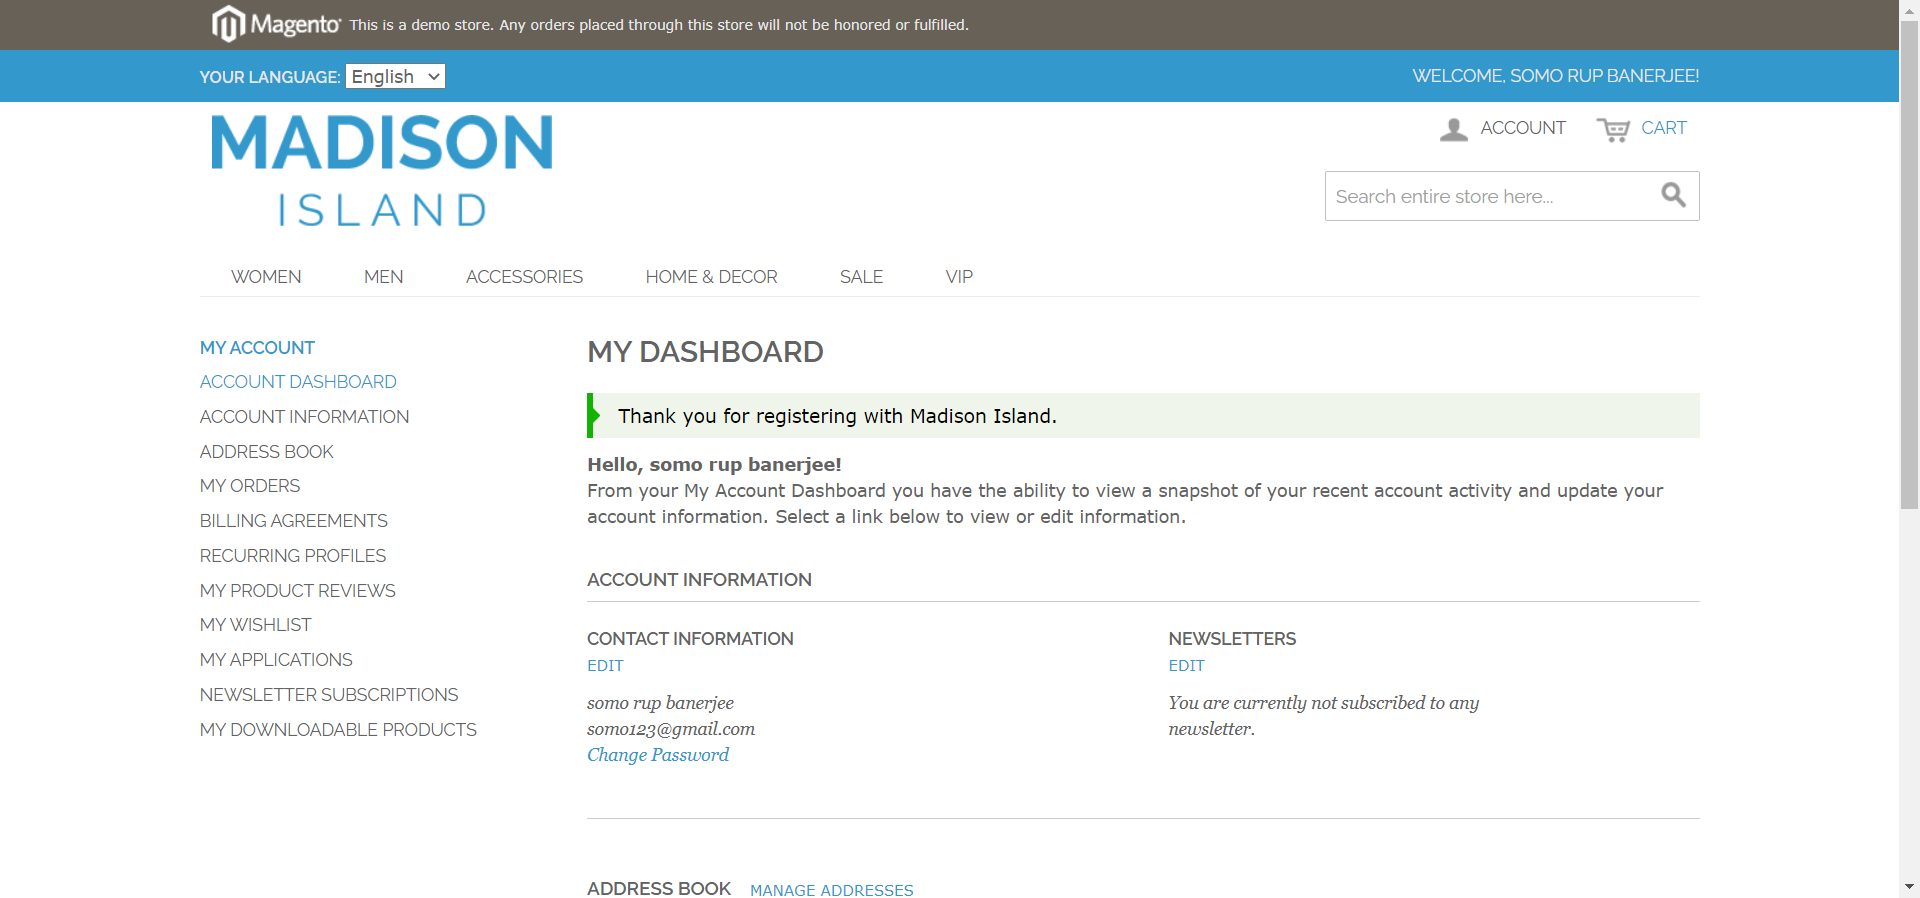 Magento This is a demo store. Any orders placed through this store will not be honored or fulfilled.
YOUR LANGUAGE: English
WELCOME, SOMO RUP BANERJEE!
MADISON
ISLAND
ACCOUNT
CART
Search entire store here...
WOMEN MEN ACCESSORIES HOME & DECOR SALE VIP
MY ACCOUNT
ACCOUNT DASHBOARD
ACCOUNT INFORMATION
ADDRESS BOOK
MY ORDERS
BILLING AGREEMENTS
RECURRING PROFILES
MY PRODUCT REVIEWS
MY WISHLIST
MY APPLICATIONS
NEWSLETTER SUBSCRIPTIONS
MY DOWNLOADABLE PRODUCTS
MY DASHBOARD
Thank you for registering with Madison Island.
Hello, somo rup banerjee!
From your My Account Dashboard you have the ability to view a snapshot of your recent account activity and update your
account information. Select a link below to view or edit information.
ACCOUNT INFORMATION
CONTACT INFORMATION
EDIT
somo rup banerjee
somo123@gmail.com
Change Password
NEWSLETTERS
EDIT
You are currently not subscribed to any
newsletter.
ADDRESS BOOK MANAGE ADDRESSES